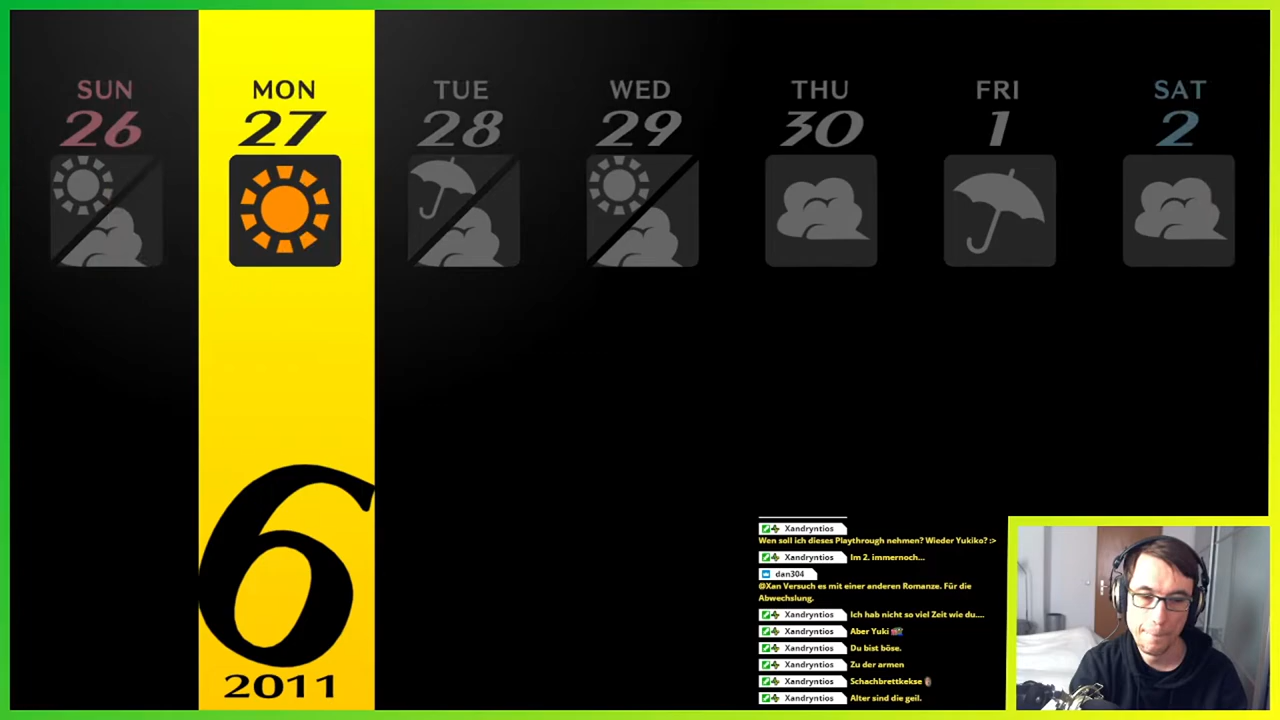 SUN MON TUE WED THU FRI SAT
26 27 28 29 30 1 2
6
2011
Xandryntios
Wen soll ich dieses Playthrough nehmen? Wieder Yukiko? :>
Xandryntios Im 2. immernoch...
dan304
@Xan Versuch es mit einer anderen Romanze. Für die
Abwechslung.
Xandryntios Ich hab nicht so viel Zeit wie du....
Xandryntios Aber Yuki
Xandryntios Du bist böse.
Xandryntios Zu der armen
Xandryntios Schachbrettkekse
Xandryntios Alter sind die geil.